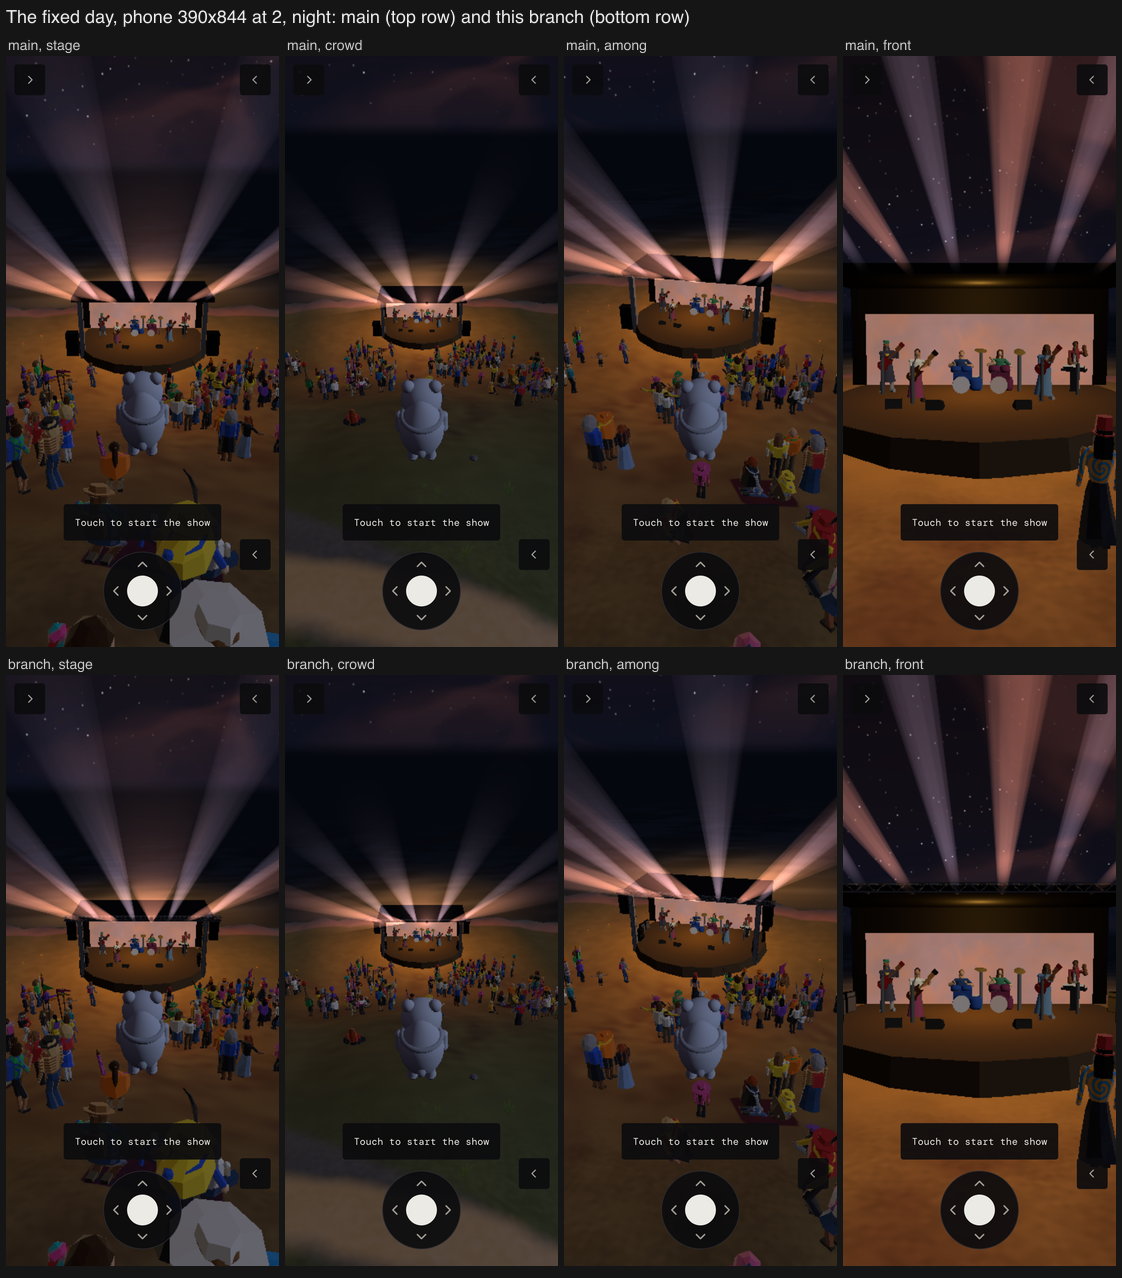 The fixed day, phone 390x844 at 2, night: main (top row) and this branch (bottom row)
main, stage
main, crowd
main, among
main, front
Touch to start the show
Touch to start the show
Touch to start the show
Touch to start the show
branch, stage
branch, crowd
branch, among
branch, front
Touch to start the show
Touch to start the show
Touch to start the show
Touch to start the show